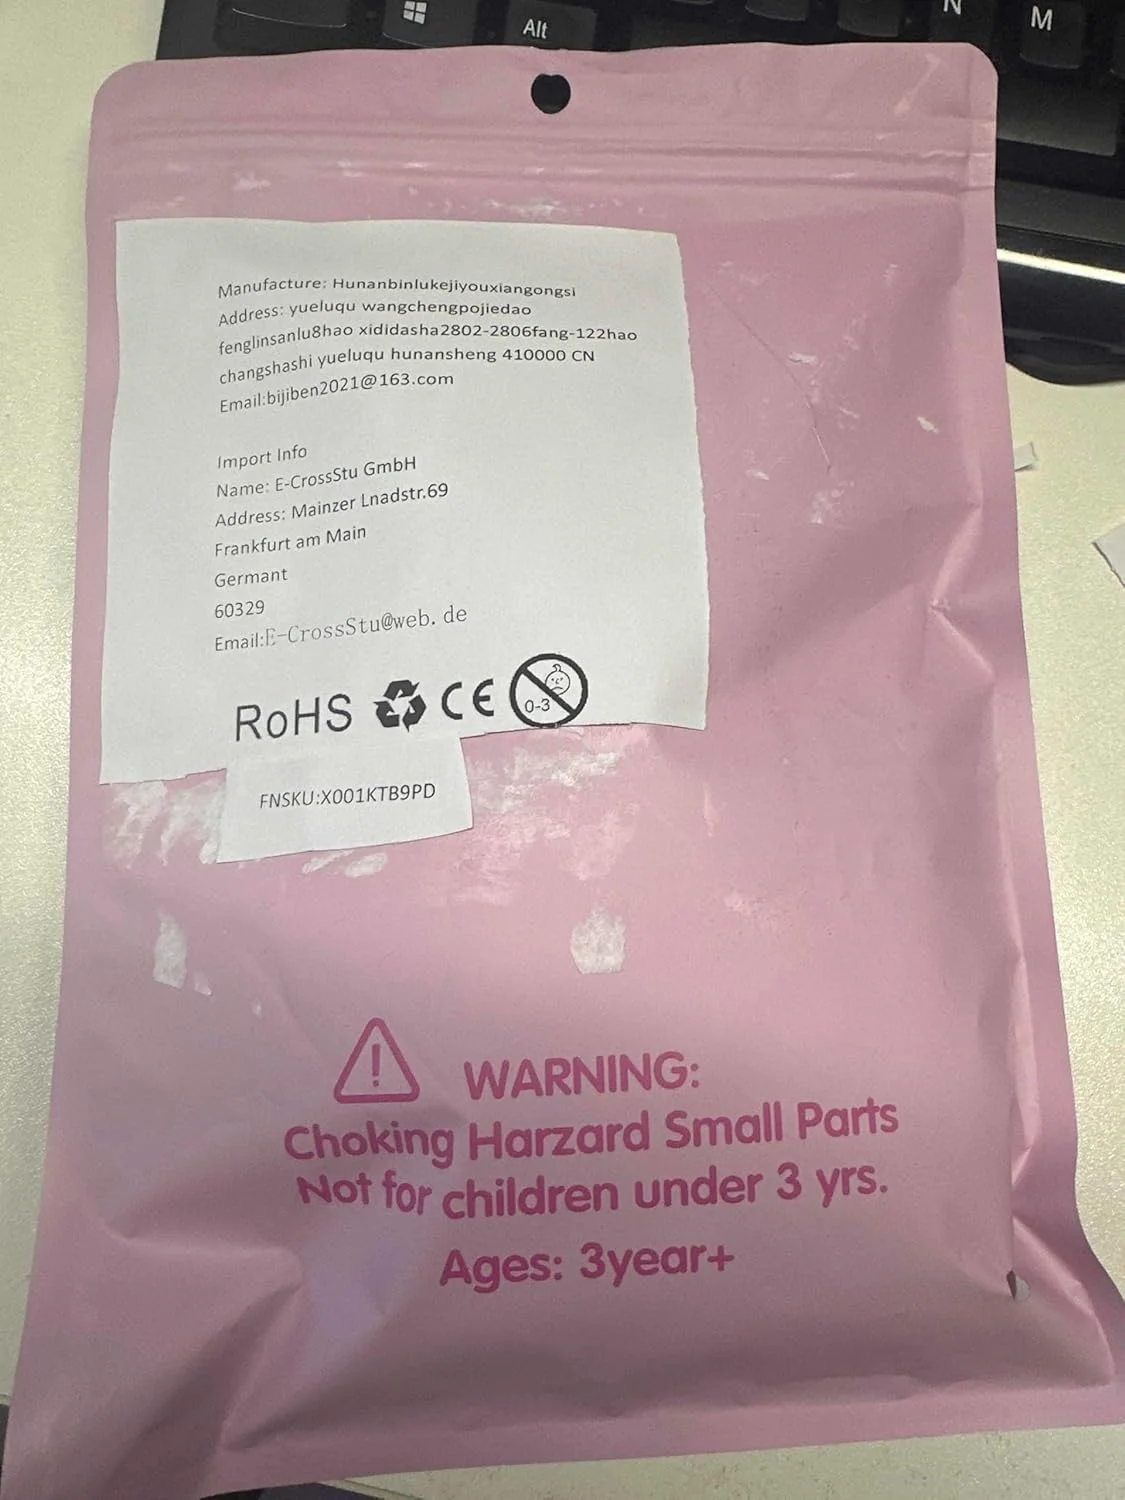 Alt
N
M
Manufacture: Hunanbinlukejiyouxiangongsi
Address: yueluqu wangchengpojiedao
fenglinsanlu8hao xididasha2802-2806fang-122hao
changshashi yueluqu hunansheng 410000 CN
Email:bijiben2021@163.com
Import Info
Name: E-CrossStu GmbH
Address: Mainzer Lnadstr.69
Frankfurt am Main
Germant
60329
Email:E-CrossStu@web. de
RoHS CE 0-3
FNSKU:X001KTB9PD
WARNING:
Choking Harzard Small Parts
Not for children under 3 yrs.
Ages: 3year+